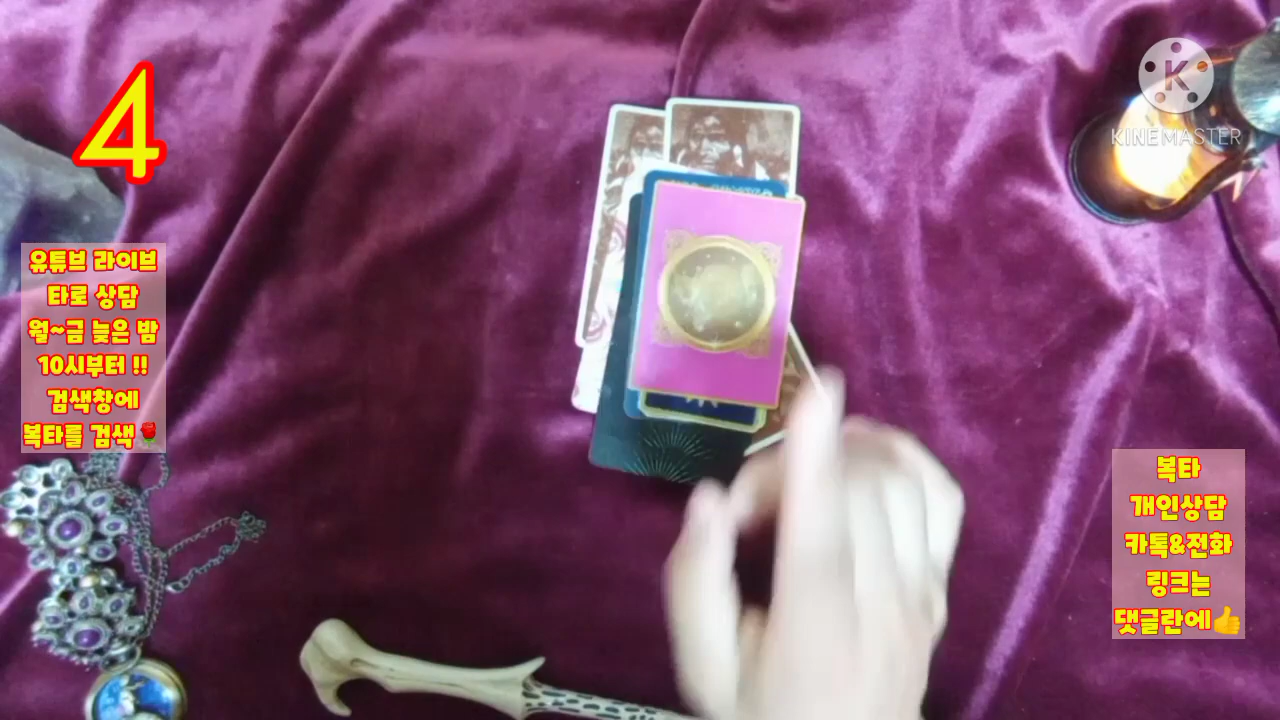 4
유튜브 라이브
타로 상담
월~금 늦은 밤
10시부터 !!
검색창에
복타를 검색🌹
KINEMASTER
복타
개인상담
카톡&전화
링크는
댓글란에👍